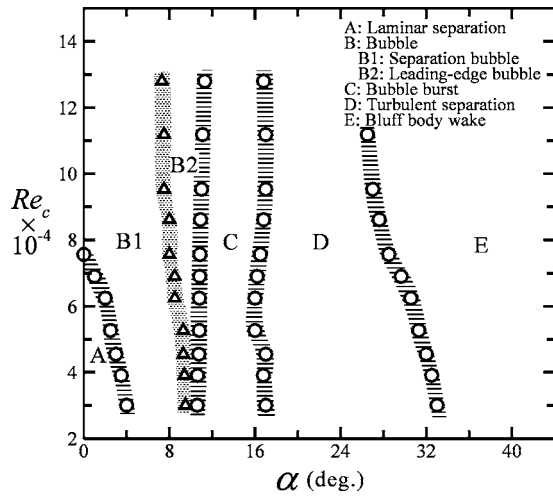 A: Laminar separation
B: Bubble
B1: Separation bubble
B2: Leading-edge bubble
C: Bubble burst
D: Turbulent separation
E: Bluff body wake
14
12
10
8
6
4
2
Re_c
×
10^-4
A
B1
B2
C
D
E
0 8 16 24 32 40
α (deg.)